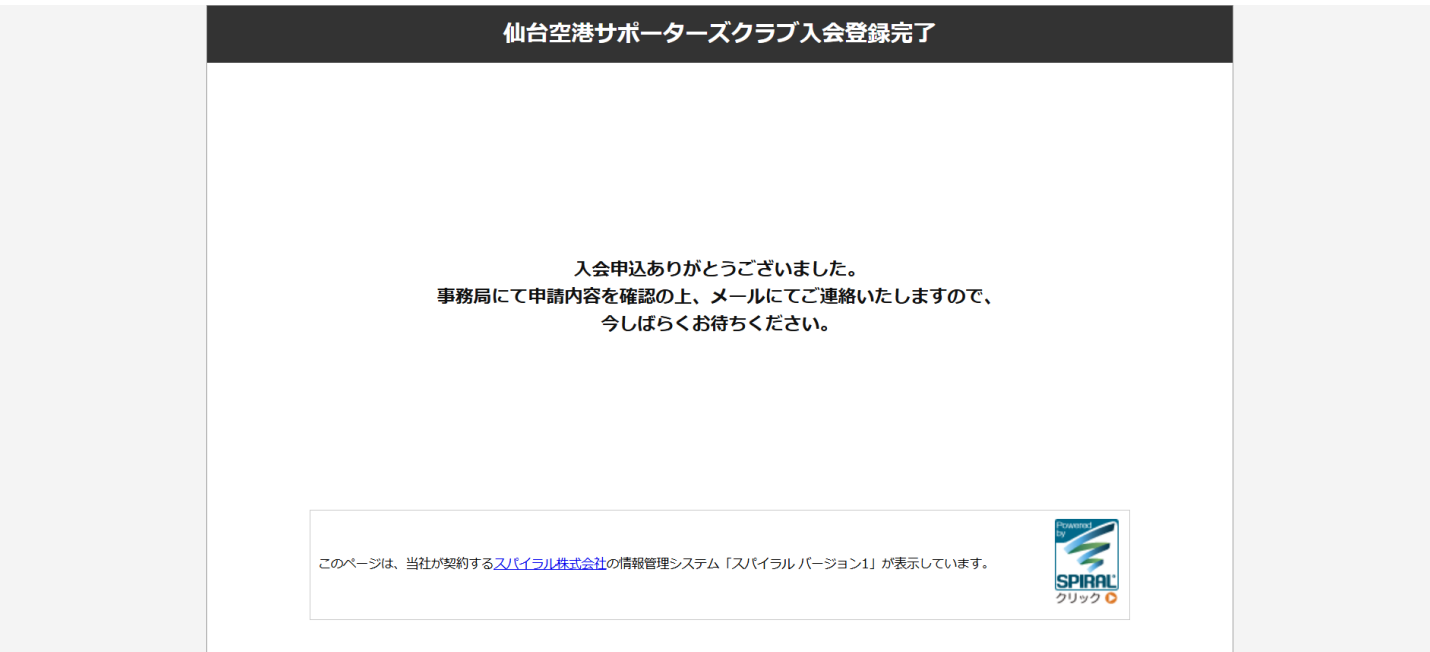 仙台空港サポーターズクラブ入会登録完了
入会申込ありがとうございました。
事務局にて申請内容を確認の上、メールにてご連絡いたしますので、
今しばらくお待ちください。
このページは、当社が契約するスパイラル株式会社の情報管理システム「スパイラル バージョン1」が表示しています。
Powered
by
SPIRAL
クリック